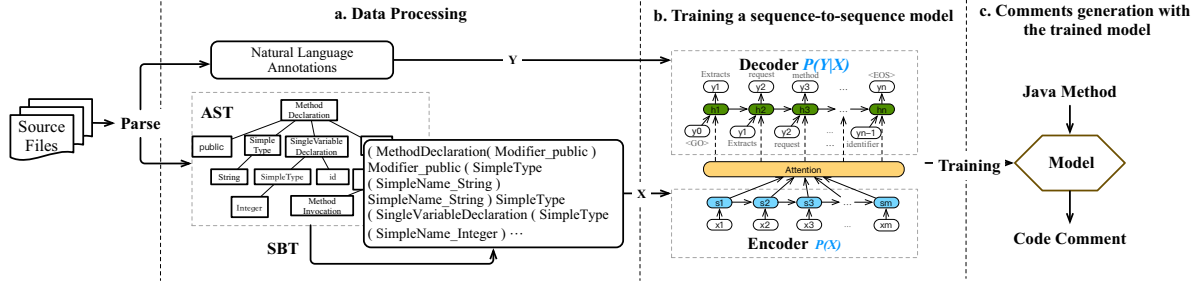 a. Data Processing
b. Training a sequence-to-sequence model
c. Comments generation with
the trained model
Source
Files
Parse
Natural Language
Annotations
Y
AST
Method
Declaration
public
Simple
Type
SingleVariable
Declaration
String
SimpleType
id
Integer
Method
Invocation
SBT
( MethodDeclaration( Modifier_public )
Modifier_public ( SimpleType
( SimpleName_String )
SimpleName_String ) SimpleType
( SingleVariableDeclaration ( SimpleType
( SimpleName_Integer ) ···
X
Decoder P(Y|X)
Extracts request method <EOS>
y1 y2 y3 ... yn
h1 h2 h3 ... hn
y0 y1 y2 ... yn-1
<GO> Extracts request ... identifier
Attention
s1 s2 s3 ... sm
x1 x2 x3 ... xm
Encoder P(X)
Training
Java Method
Model
Code Comment